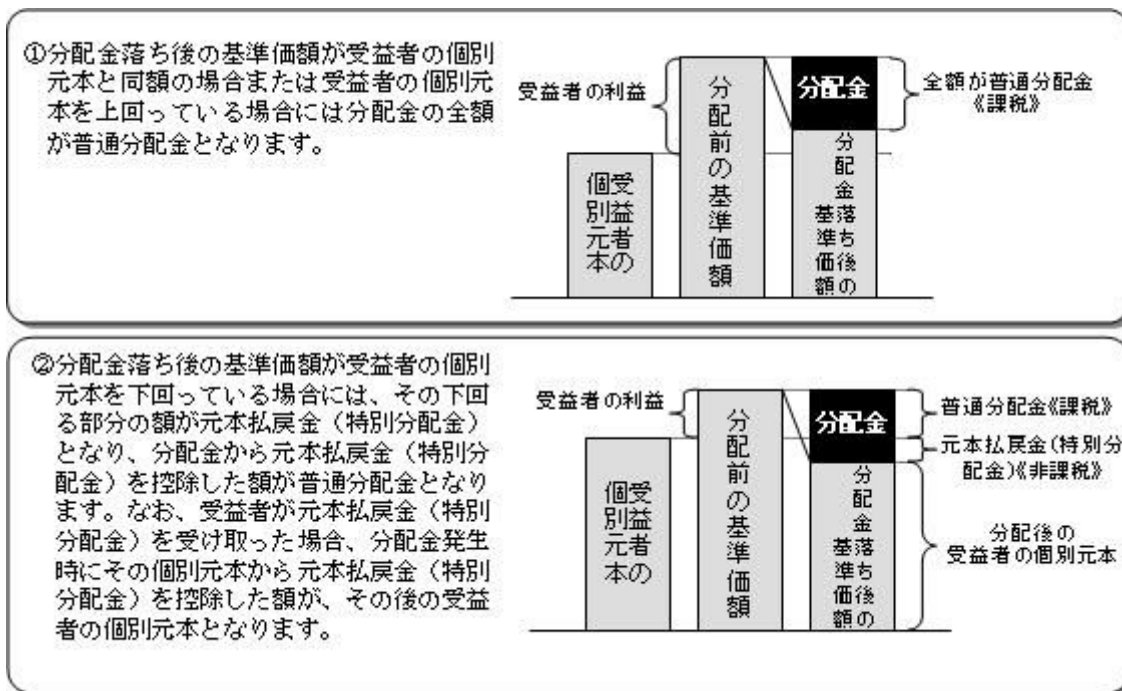 ①分配金落ち後の基準価額が受益者の個別
元本と同額の場合または受益者の個別元
本を上回っている場合には分配金の全額
が普通分配金となります。
受益者の利益
受益者の
個別元本
分配前の基準価額
分配金
分配金落ち後の
基準価額
全額が普通分配金
《課税》
②分配金落ち後の基準価額が受益者の個別
元本を下回っている場合には、その下回
る部分の額が元本払戻金（特別分配金）
となり、分配金から元本払戻金（特別分
配金）を控除した額が普通分配金となり
ます。なお、受益者が元本払戻金（特別
分配金）を受け取った場合、分配金発生
時にその個別元本から元本払戻金（特別
分配金）を控除した額が、その後の受益
者の個別元本となります。
受益者の利益
受益者の
個別元本
分配前の基準価額
分配金
分配金落ち後の
基準価額
普通分配金《課税》
元本払戻金（特別分
配金）《非課税》
分配後の
受益者の個別元本